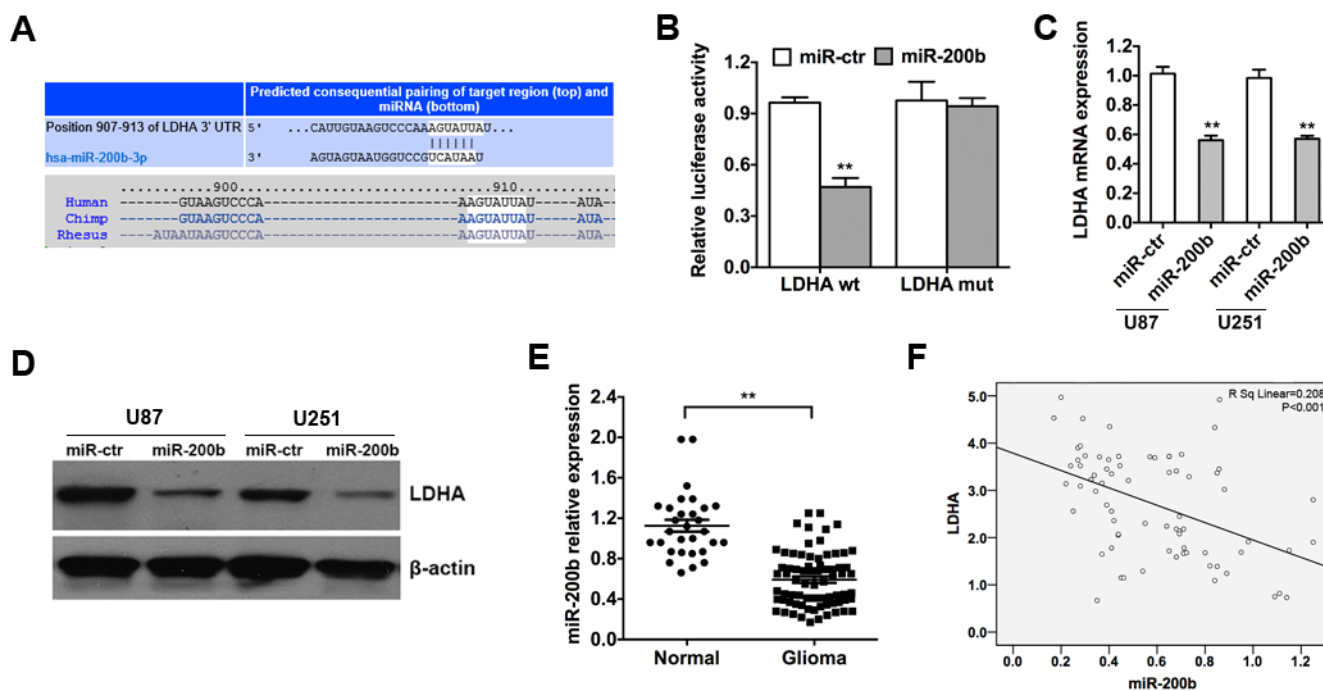 A
Predicted consequential pairing of target region (top) and
miRNA (bottom)
Position 907-913 of LDHA 3' UTR 5' ...CAUUGUAAGUCCCAAAGUAUUAU...
hsa-miR-200b-3p 3' AGUAGUAAUGGUCCGUCAUAAU
900 910
Human ------GUAAGUCCCA--------------------AAGUAUUAU-----AUA---
Chimp ------GUAAGUCCCA--------------------AAGUAUUAU-----AUA---
Rhesus ---AUAAUAAGUCCCA--------------------AAGUAUUAU-----AUA---
B
miR-ctr miR-200b
Relative luciferase activity
1.2
0.9
0.6
0.3
0.0
**
LDHA wt LDHA mut
C
LDHA mRNA expression
1.2
1.0
0.8
0.6
0.4
0.2
0.0
** **
miR-ctr miR-200b miR-ctr miR-200b
U87 U251
D
U87 U251
miR-ctr miR-200b miR-ctr miR-200b
LDHA
β-actin
E
miR-200b relative expression
2.4
2.0
1.6
1.2
0.8
0.4
0.0
**
Normal Glioma
F
R Sq Linear=0.208
P<0.001
LDHA
5.0
4.0
3.0
2.0
1.0
0.0
0.0 0.2 0.4 0.6 0.8 1.0 1.2
miR-200b